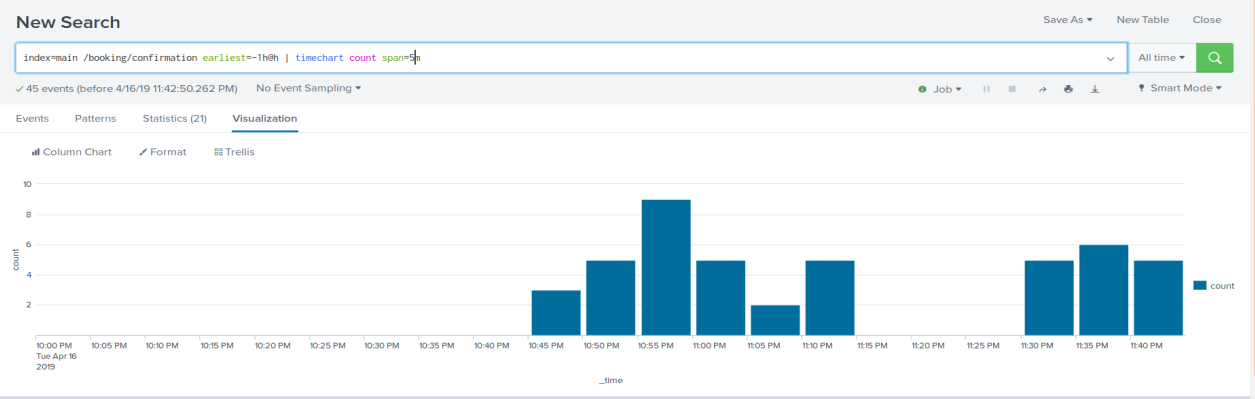 New Search
Save As ▾ New Table Close
index=main /booking/confirmation earliest=-1h@h | timechart count span=5m
All time ▾
✓ 45 events (before 4/16/19 11:42:50.262 PM) No Event Sampling ▾
Job ▾ Smart Mode ▾
Events Patterns Statistics (21) Visualization
Column Chart Format Trellis
10
8
6
4
2
count
count
10:00 PM 10:05 PM 10:10 PM 10:15 PM 10:20 PM 10:25 PM 10:30 PM 10:35 PM 10:40 PM 10:45 PM 10:50 PM 10:55 PM 11:00 PM 11:05 PM 11:10 PM 11:15 PM 11:20 PM 11:25 PM 11:30 PM 11:35 PM 11:40 PM
Tue Apr 16
2019
_time